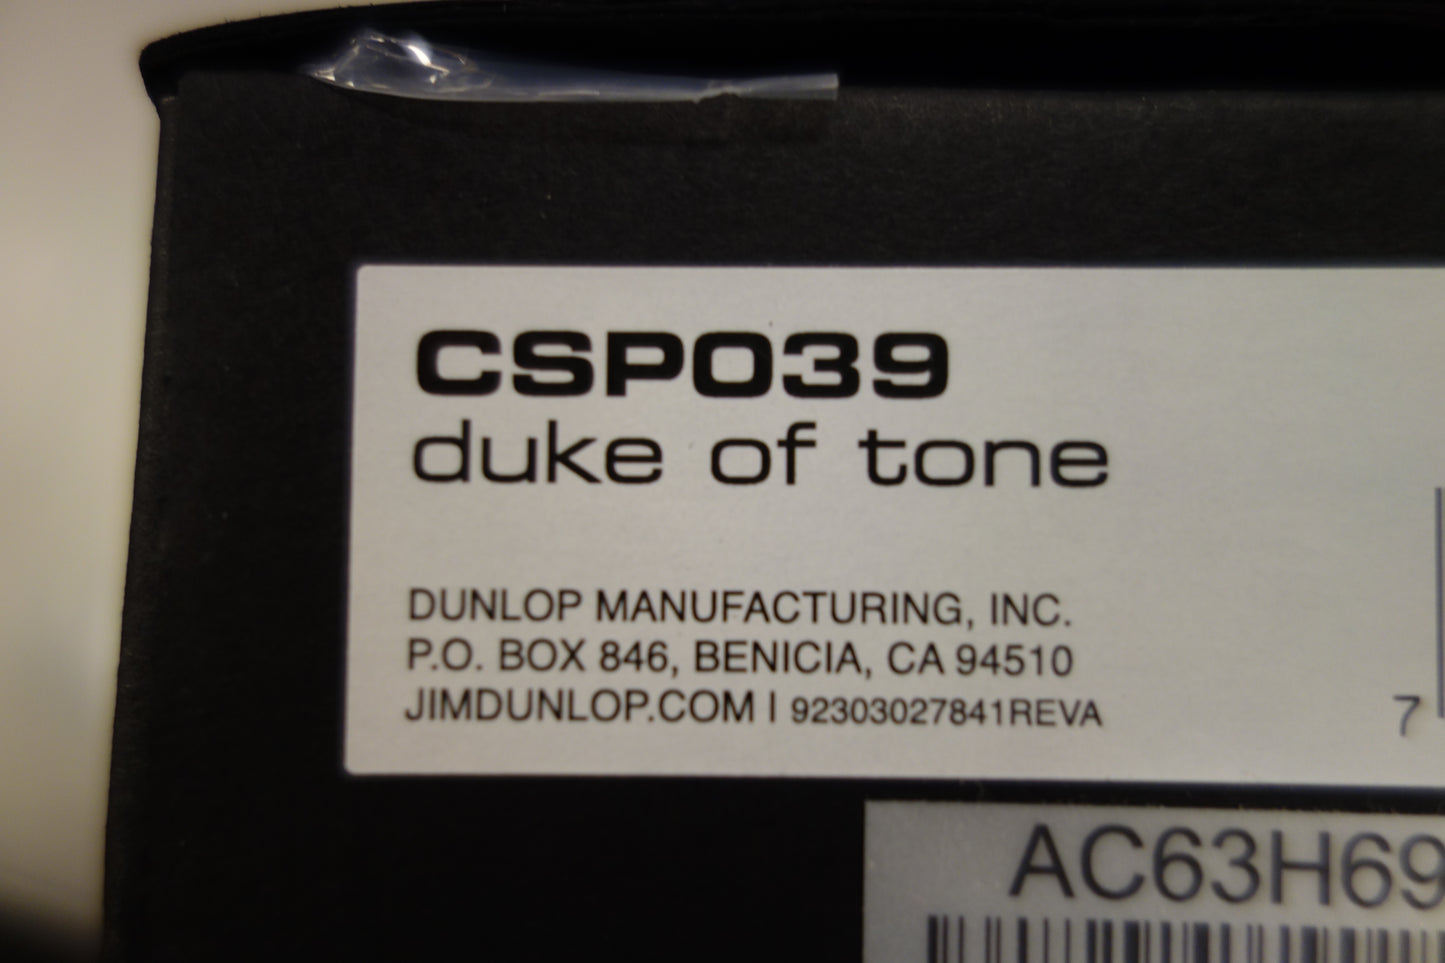 CSP039
duke of tone
DUNLOP MANUFACTURING, INC.
P.O. BOX 846, BENICIA, CA 94510
JIMDUNLOP.COM | 92303027841REVA
7
AC63H69